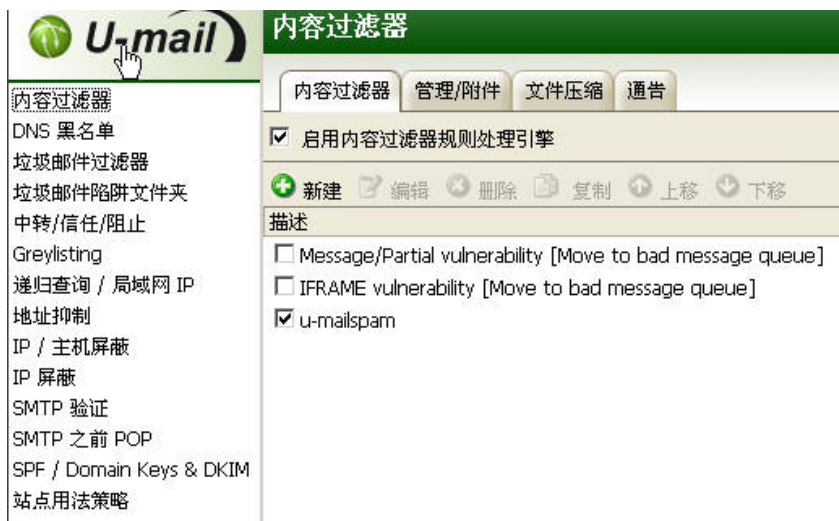 U-mail
内容过滤器
内容过滤器
DNS 黑名单
垃圾邮件过滤器
垃圾邮件陷阱文件夹
中转/信任/阻止
Greylisting
递归查询 / 局域网 IP
地址抑制
IP / 主机屏蔽
IP 屏蔽
SMTP 验证
SMTP 之前 POP
SPF / Domain Keys & DKIM
站点用法策略
内容过滤器 管理/附件 文件压缩 通告
启用内容过滤器规则处理引擎
新建 编辑 删除 复制 上移 下移
描述
Message/Partial vulnerability [Move to bad message queue]
IFRAME vulnerability [Move to bad message queue]
u-mailspam